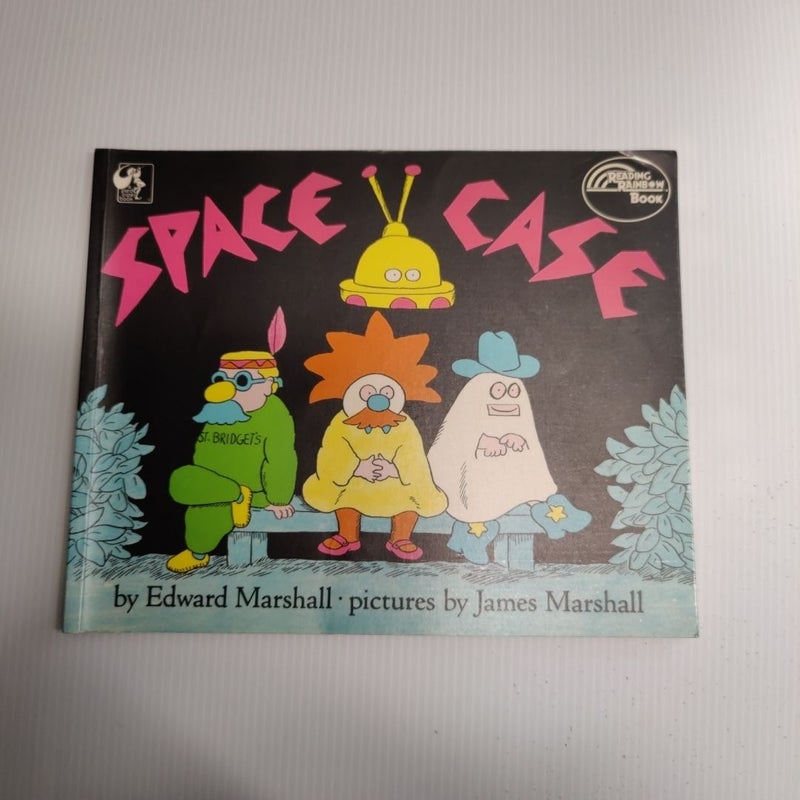 SPACE CASE
READING
RAINBOW
BOOK
ST. BRIDGET'S
by Edward Marshall · pictures by James Marshall